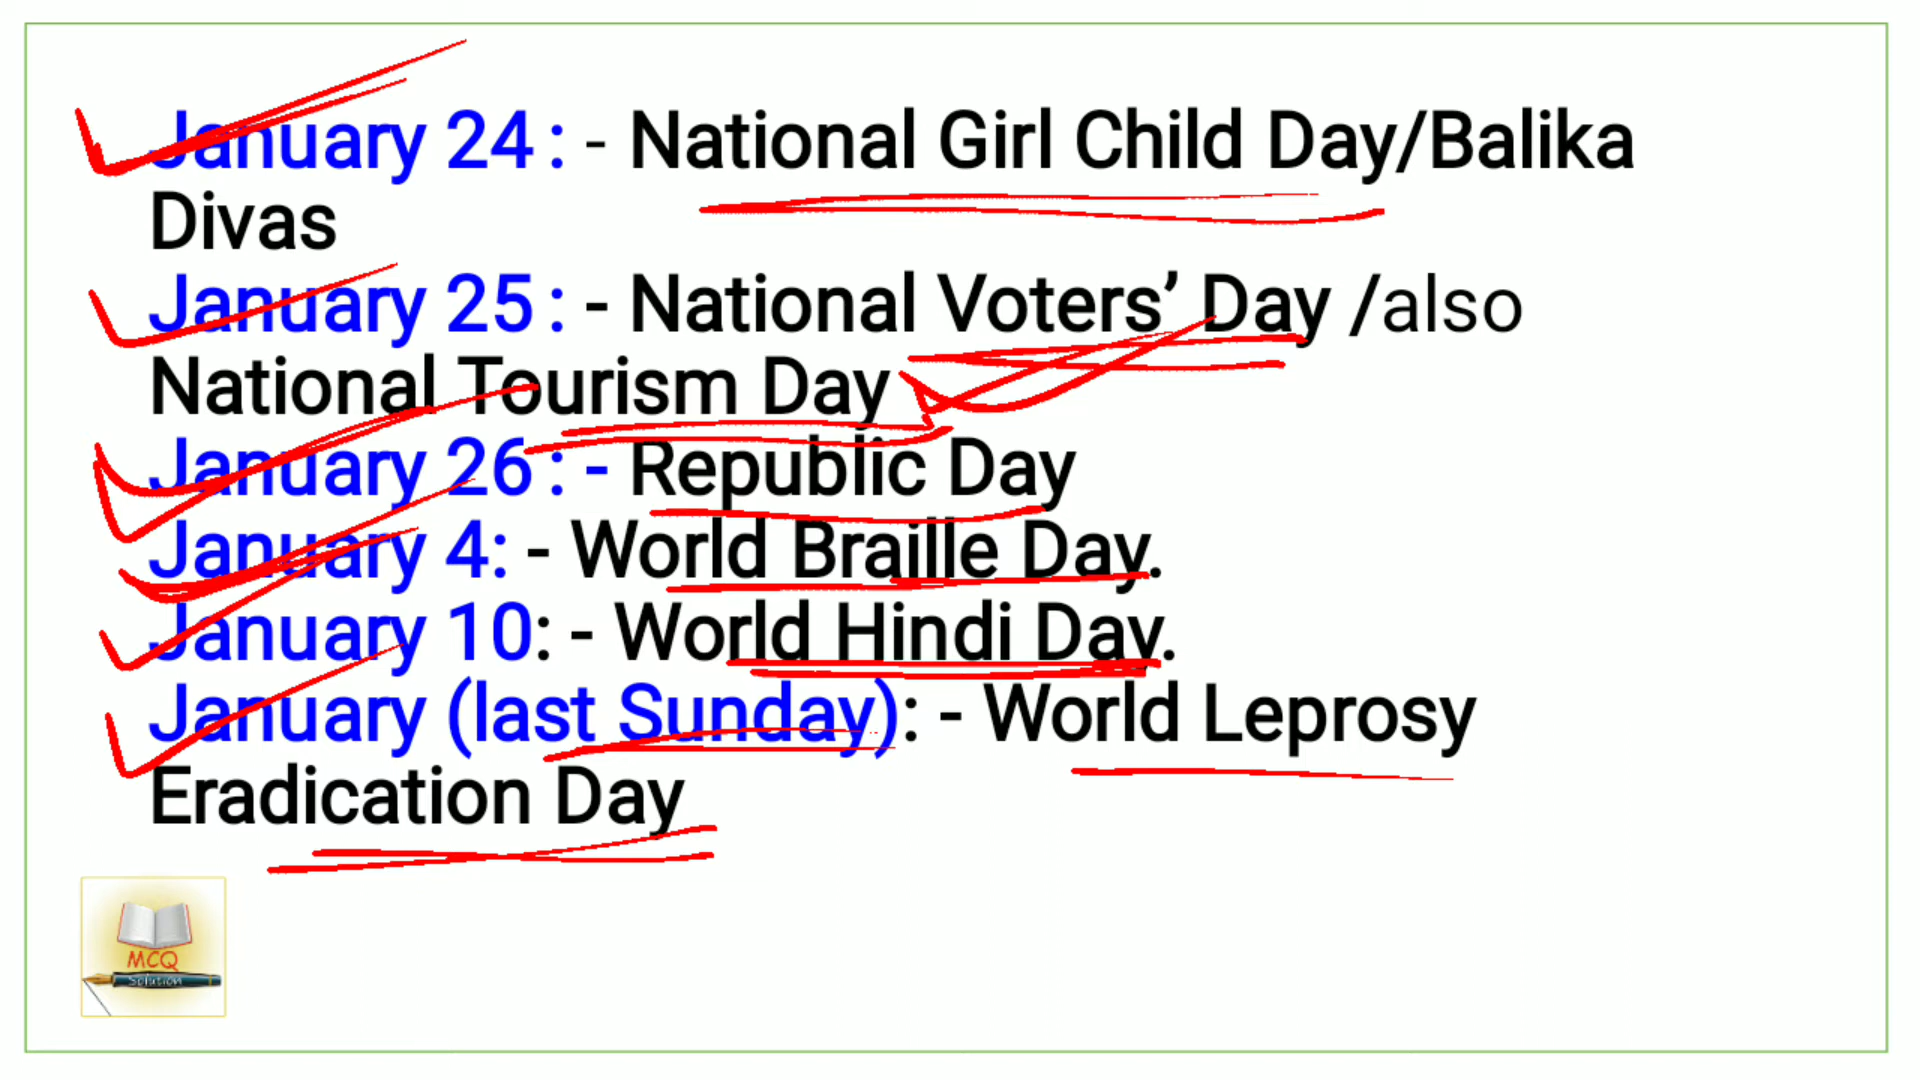 January 24 : - National Girl Child Day/Balika
Divas
January 25 : - National Voters’ Day /also
National Tourism Day
January 26 : - Republic Day
January 4: - World Braille Day.
January 10: - World Hindi Day.
January (last Sunday): - World Leprosy
Eradication Day
MCQ
Solution